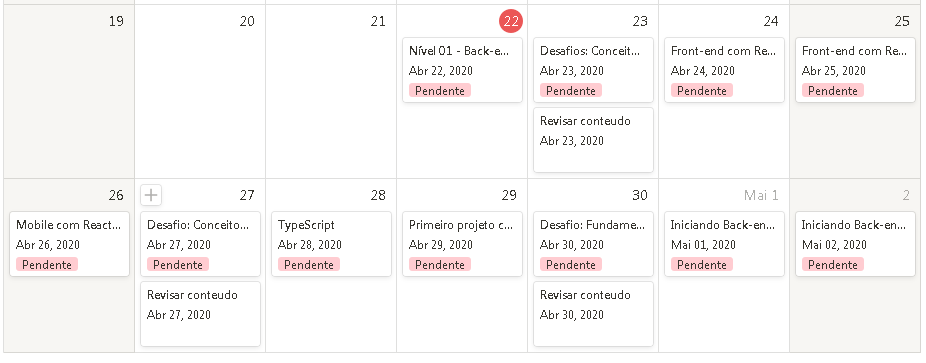 19
20
21
22
Nível 01 - Back-e...
Abr 22, 2020
Pendente
23
Desafios: Conceit...
Abr 23, 2020
Pendente
Revisar conteudo
Abr 23, 2020
24
Front-end com Re...
Abr 24, 2020
Pendente
25
Front-end com Re...
Abr 25, 2020
Pendente
26
Mobile com React...
Abr 26, 2020
Pendente
27
Desafio: Conceito...
Abr 27, 2020
Pendente
Revisar conteudo
Abr 27, 2020
28
TypeScript
Abr 28, 2020
Pendente
29
Primeiro projeto c...
Abr 29, 2020
Pendente
30
Desafio: Fundame...
Abr 30, 2020
Pendente
Revisar conteudo
Abr 30, 2020
Mai 1
Iniciando Back-en...
Mai 01, 2020
Pendente
2
Iniciando Back-en...
Mai 02, 2020
Pendente